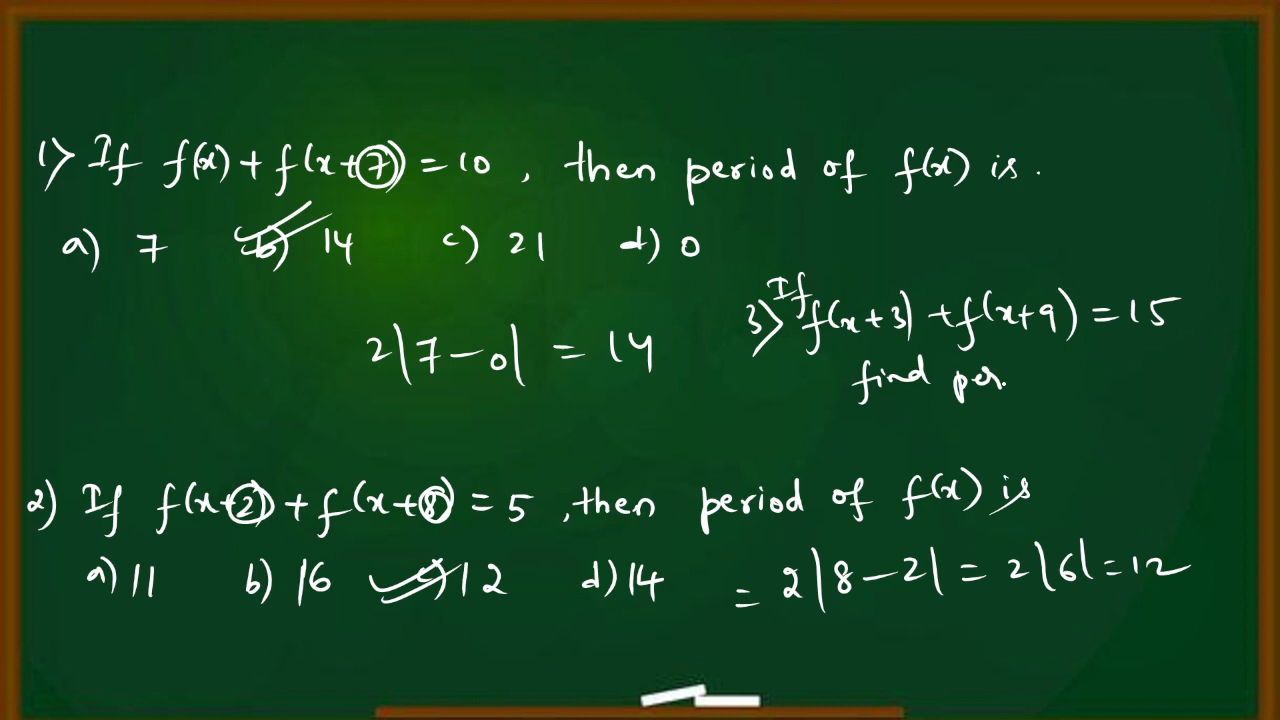 1) If f(x) + f(x+7) = 10 , then period of f(x) is .
a) 7 b) 14 c) 21 d) 0
2|7-0| = 14
3) If f(x+3) + f(x+9) = 15
find per.
2) If f(x+2) + f(x+8) = 5 , then period of f(x) is
a) 11 b) 16 c) 12 d) 14
= 2|8-2| = 2|6| = 12